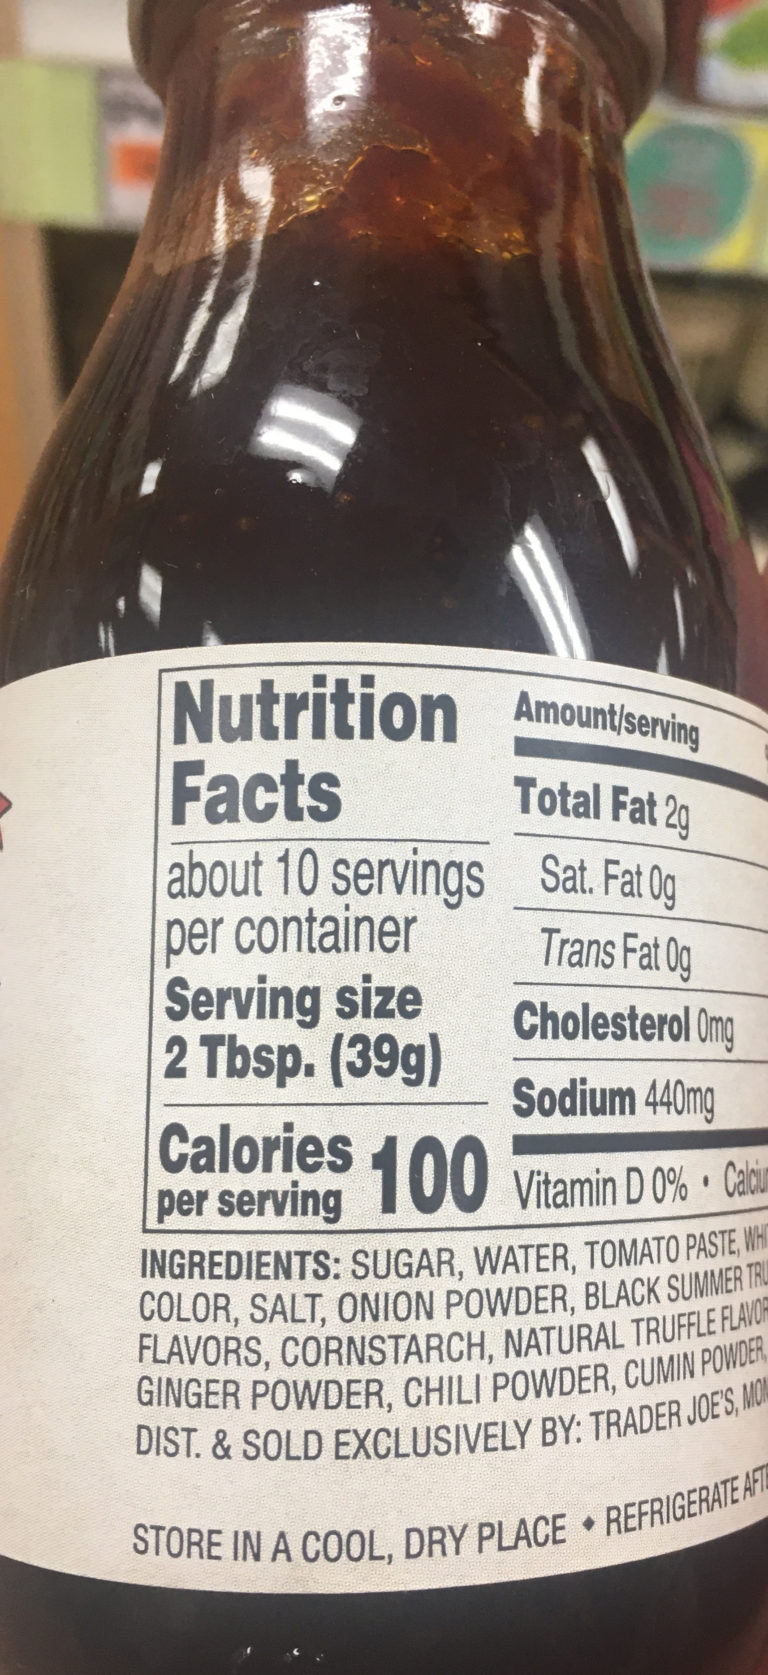 Nutrition
Facts
about 10 servings
per container
Serving size
2 Tbsp. (39g)
Calories
per serving 100
Amount/serving
Total Fat 2g
Sat. Fat 0g
Trans Fat 0g
Cholesterol 0mg
Sodium 440mg
Vitamin D 0% •
INGREDIENTS: SUGAR, WATER, TOMATO PASTE,
COLOR, SALT, ONION POWDER, BLACK SUMMER
FLAVORS, CORNSTARCH, NATURAL TRUFFLE
GINGER POWDER, CHILI POWDER, CUMIN POWDER,
DIST. & SOLD EXCLUSIVELY BY: TRADER JOE'S,
STORE IN A COOL, DRY PLACE ◆ REFRIGERATE